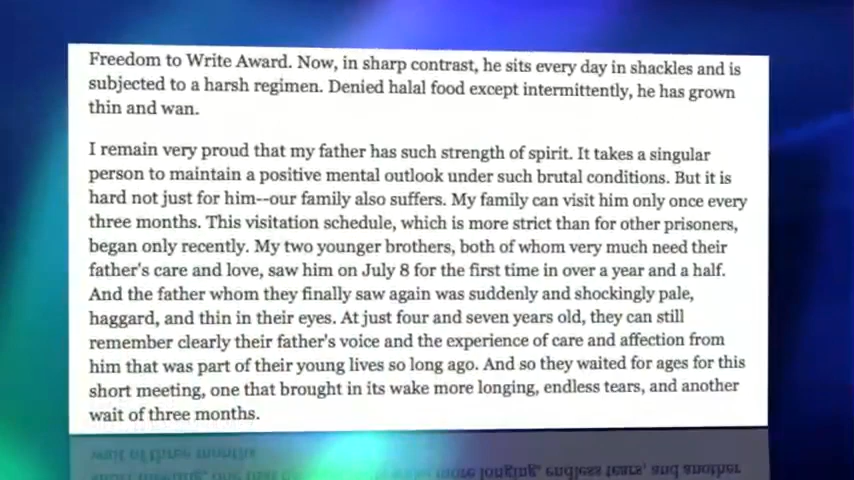 Freedom to Write Award. Now, in sharp contrast, he sits every day in shackles and is
subjected to a harsh regimen. Denied halal food except intermittently, he has grown
thin and wan.
I remain very proud that my father has such strength of spirit. It takes a singular
person to maintain a positive mental outlook under such brutal conditions. But it is
hard not just for him--our family also suffers. My family can visit him only once every
three months. This visitation schedule, which is more strict than for other prisoners,
began only recently. My two younger brothers, both of whom very much need their
father's care and love, saw him on July 8 for the first time in over a year and a half.
And the father whom they finally saw again was suddenly and shockingly pale,
haggard, and thin in their eyes. At just four and seven years old, they can still
remember clearly their father's voice and the experience of care and affection from
him that was part of their young lives so long ago. And so they waited for ages for this
short meeting, one that brought in its wake more longing, endless tears, and another
wait of three months.